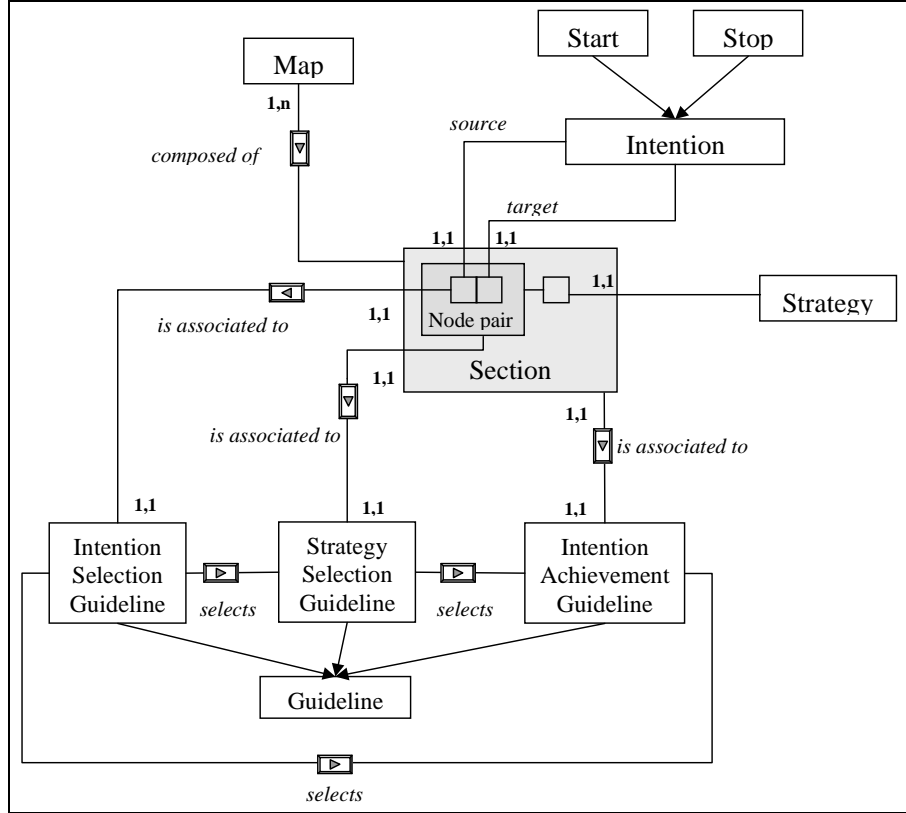 Start
Stop
Map
1,n
source
Intention
composed of
target
1,1
1,1
1,1
Strategy
is associated to
1,1
Node pair
Section
1,1
1,1
is associated to
is associated to
1,1
1,1
1,1
Intention
Selection
Guideline
Strategy
Selection
Guideline
Intention
Achievement
Guideline
selects
selects
Guideline
selects